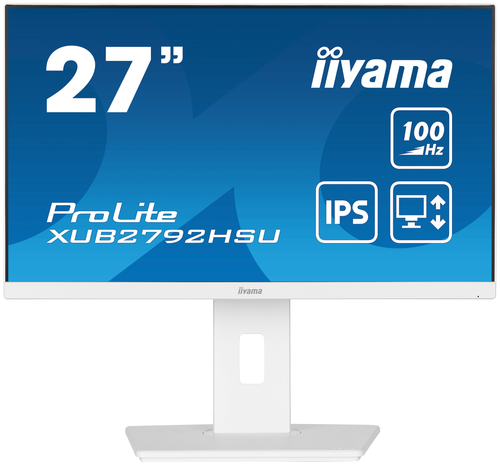 27”
iiyama
100
Hz
IPS
ProLite
XUB2792HSU
iiyama